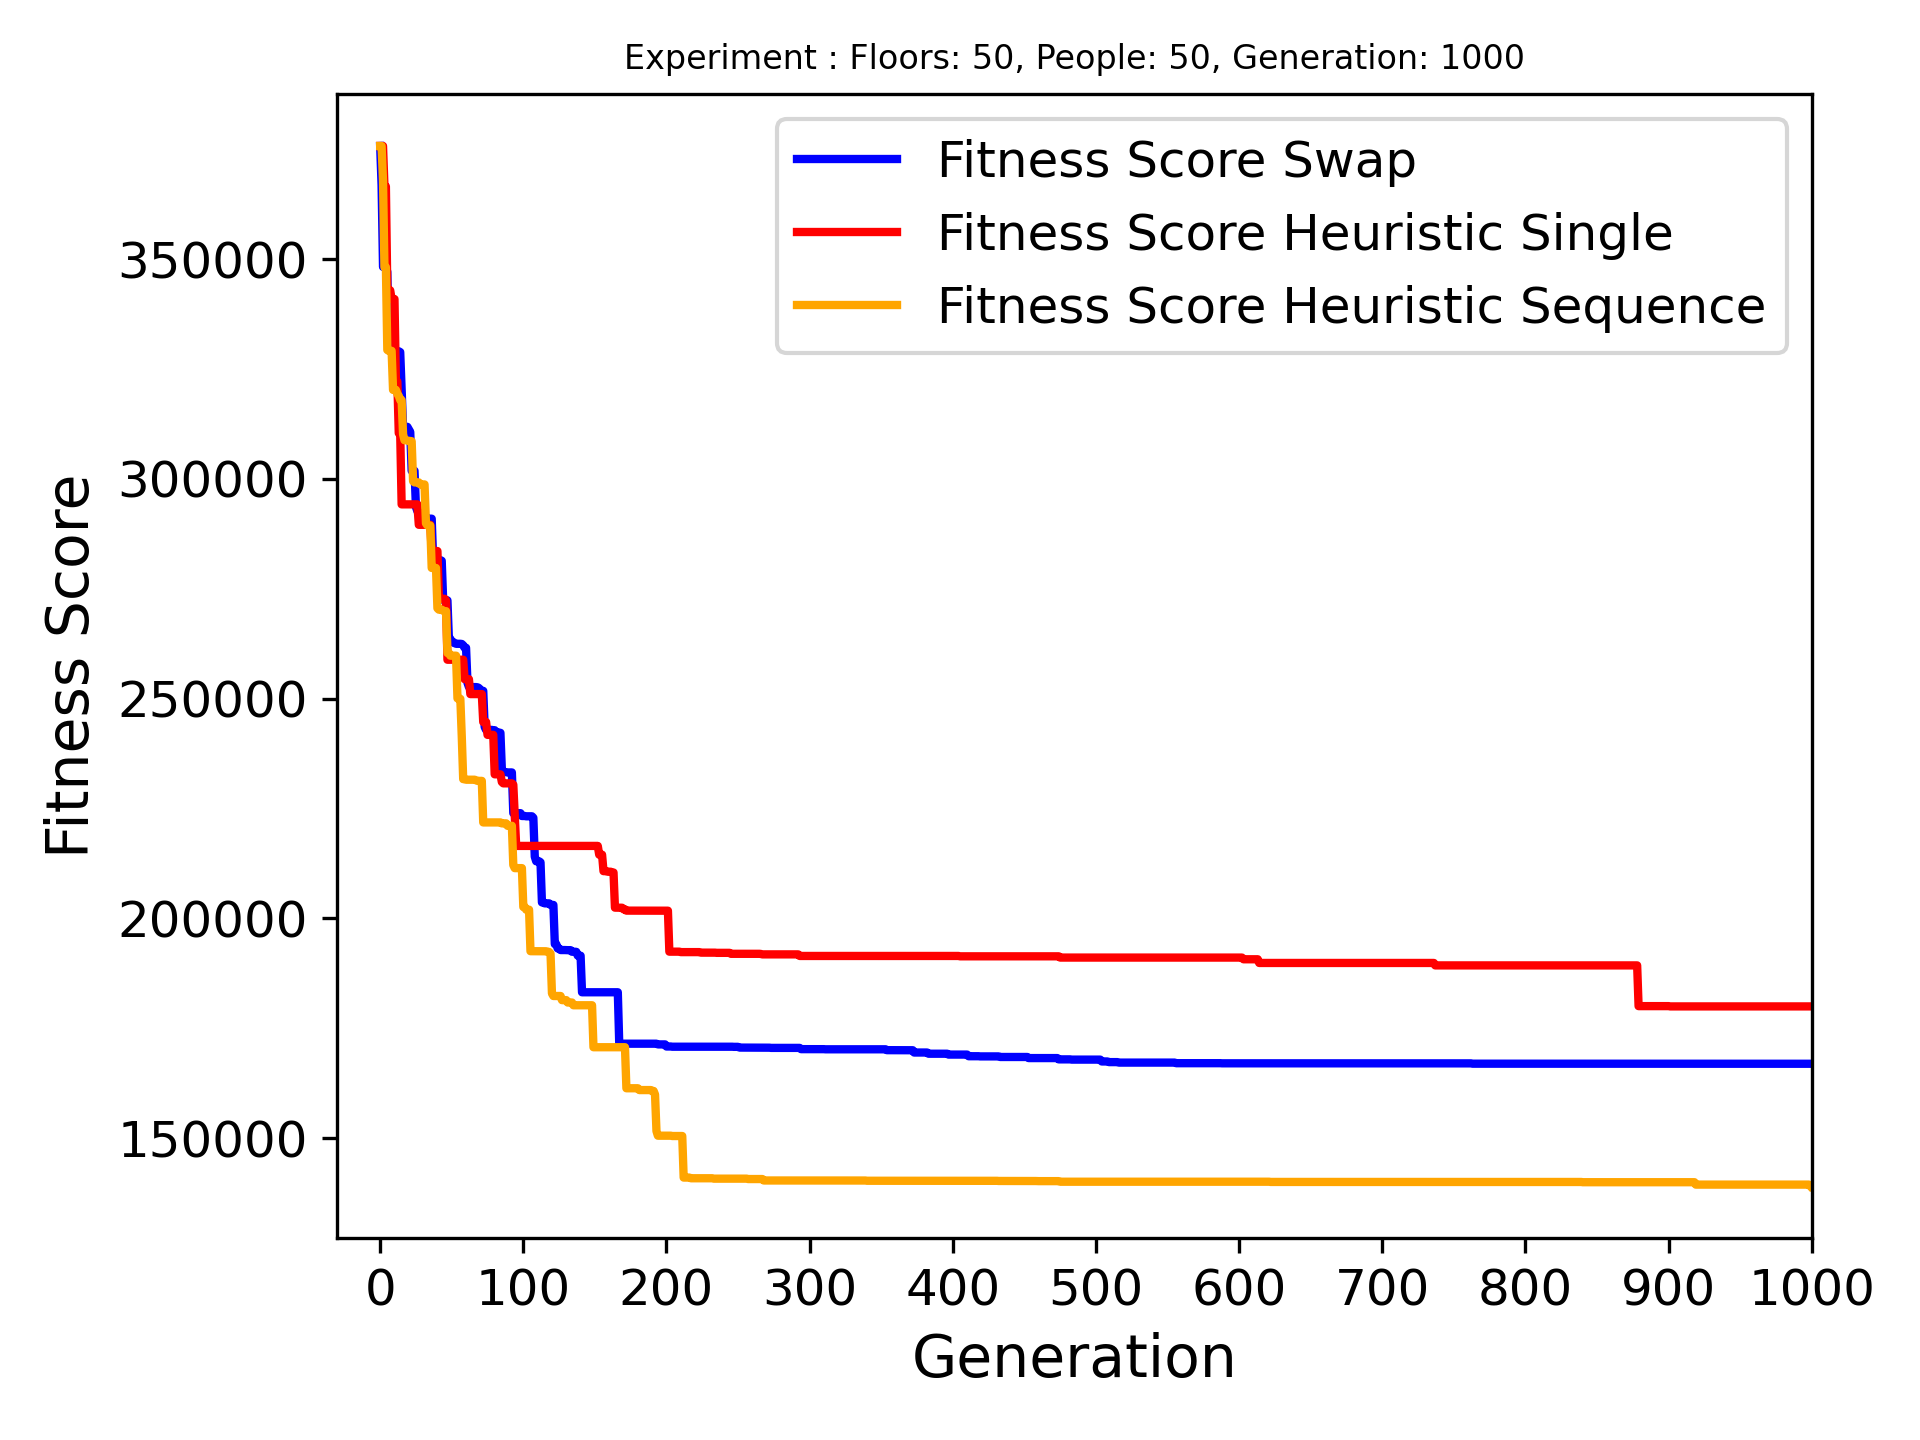 Experiment : Floors: 50, People: 50, Generation: 1000
Fitness Score Swap
Fitness Score Heuristic Single
Fitness Score Heuristic Sequence
Fitness Score
350000
300000
250000
200000
150000
0 100 200 300 400 500 600 700 800 900 1000
Generation